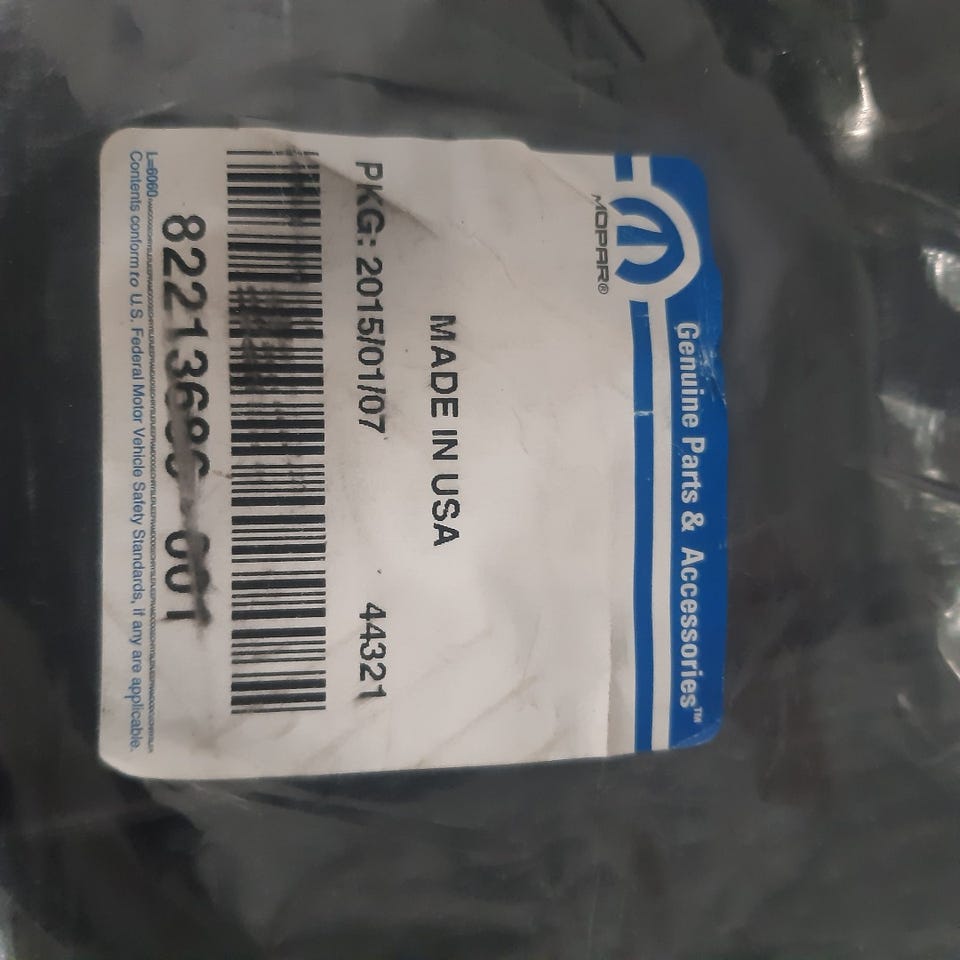 Genuine Parts & Accessories™
MOPAR®
MADE IN USA
PKG: 2015/01/07 44321
L=6060
Contents conform to U.S. Federal Motor Vehicle Safety Standards, if any are applicable.